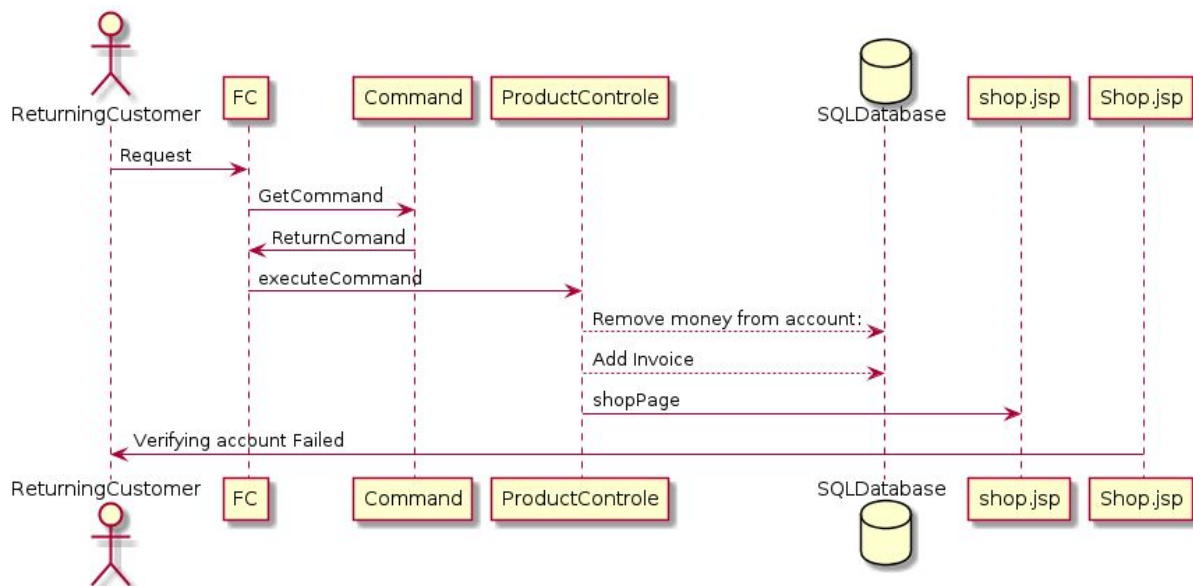 ReturningCustomer
FC
Command
ProductControle
SQLDatabase
shop.jsp
Shop.jsp
Request
GetCommand
ReturnComand
executeCommand
Remove money from account:
Add Invoice
shopPage
Verifying account Failed
ReturningCustomer
FC
Command
ProductControle
SQLDatabase
shop.jsp
Shop.jsp